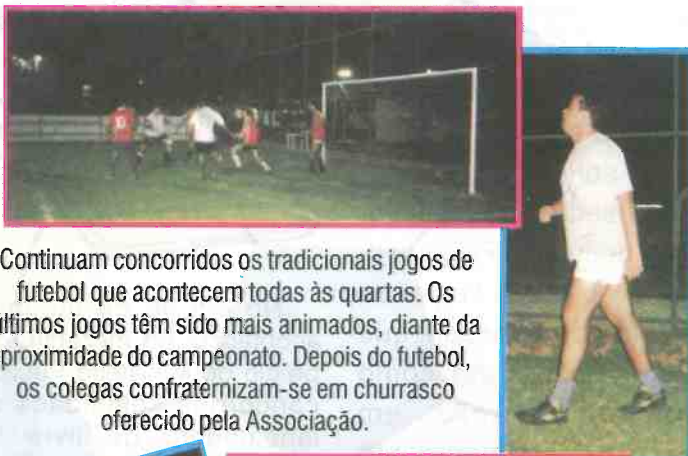 Continuam concorridos os tradicionais jogos de
futebol que acontecem todas às quartas. Os
últimos jogos têm sido mais animados, diante da
proximidade do campeonato. Depois do futebol,
os colegas confraternizam-se em churrasco
oferecido pela Associação.